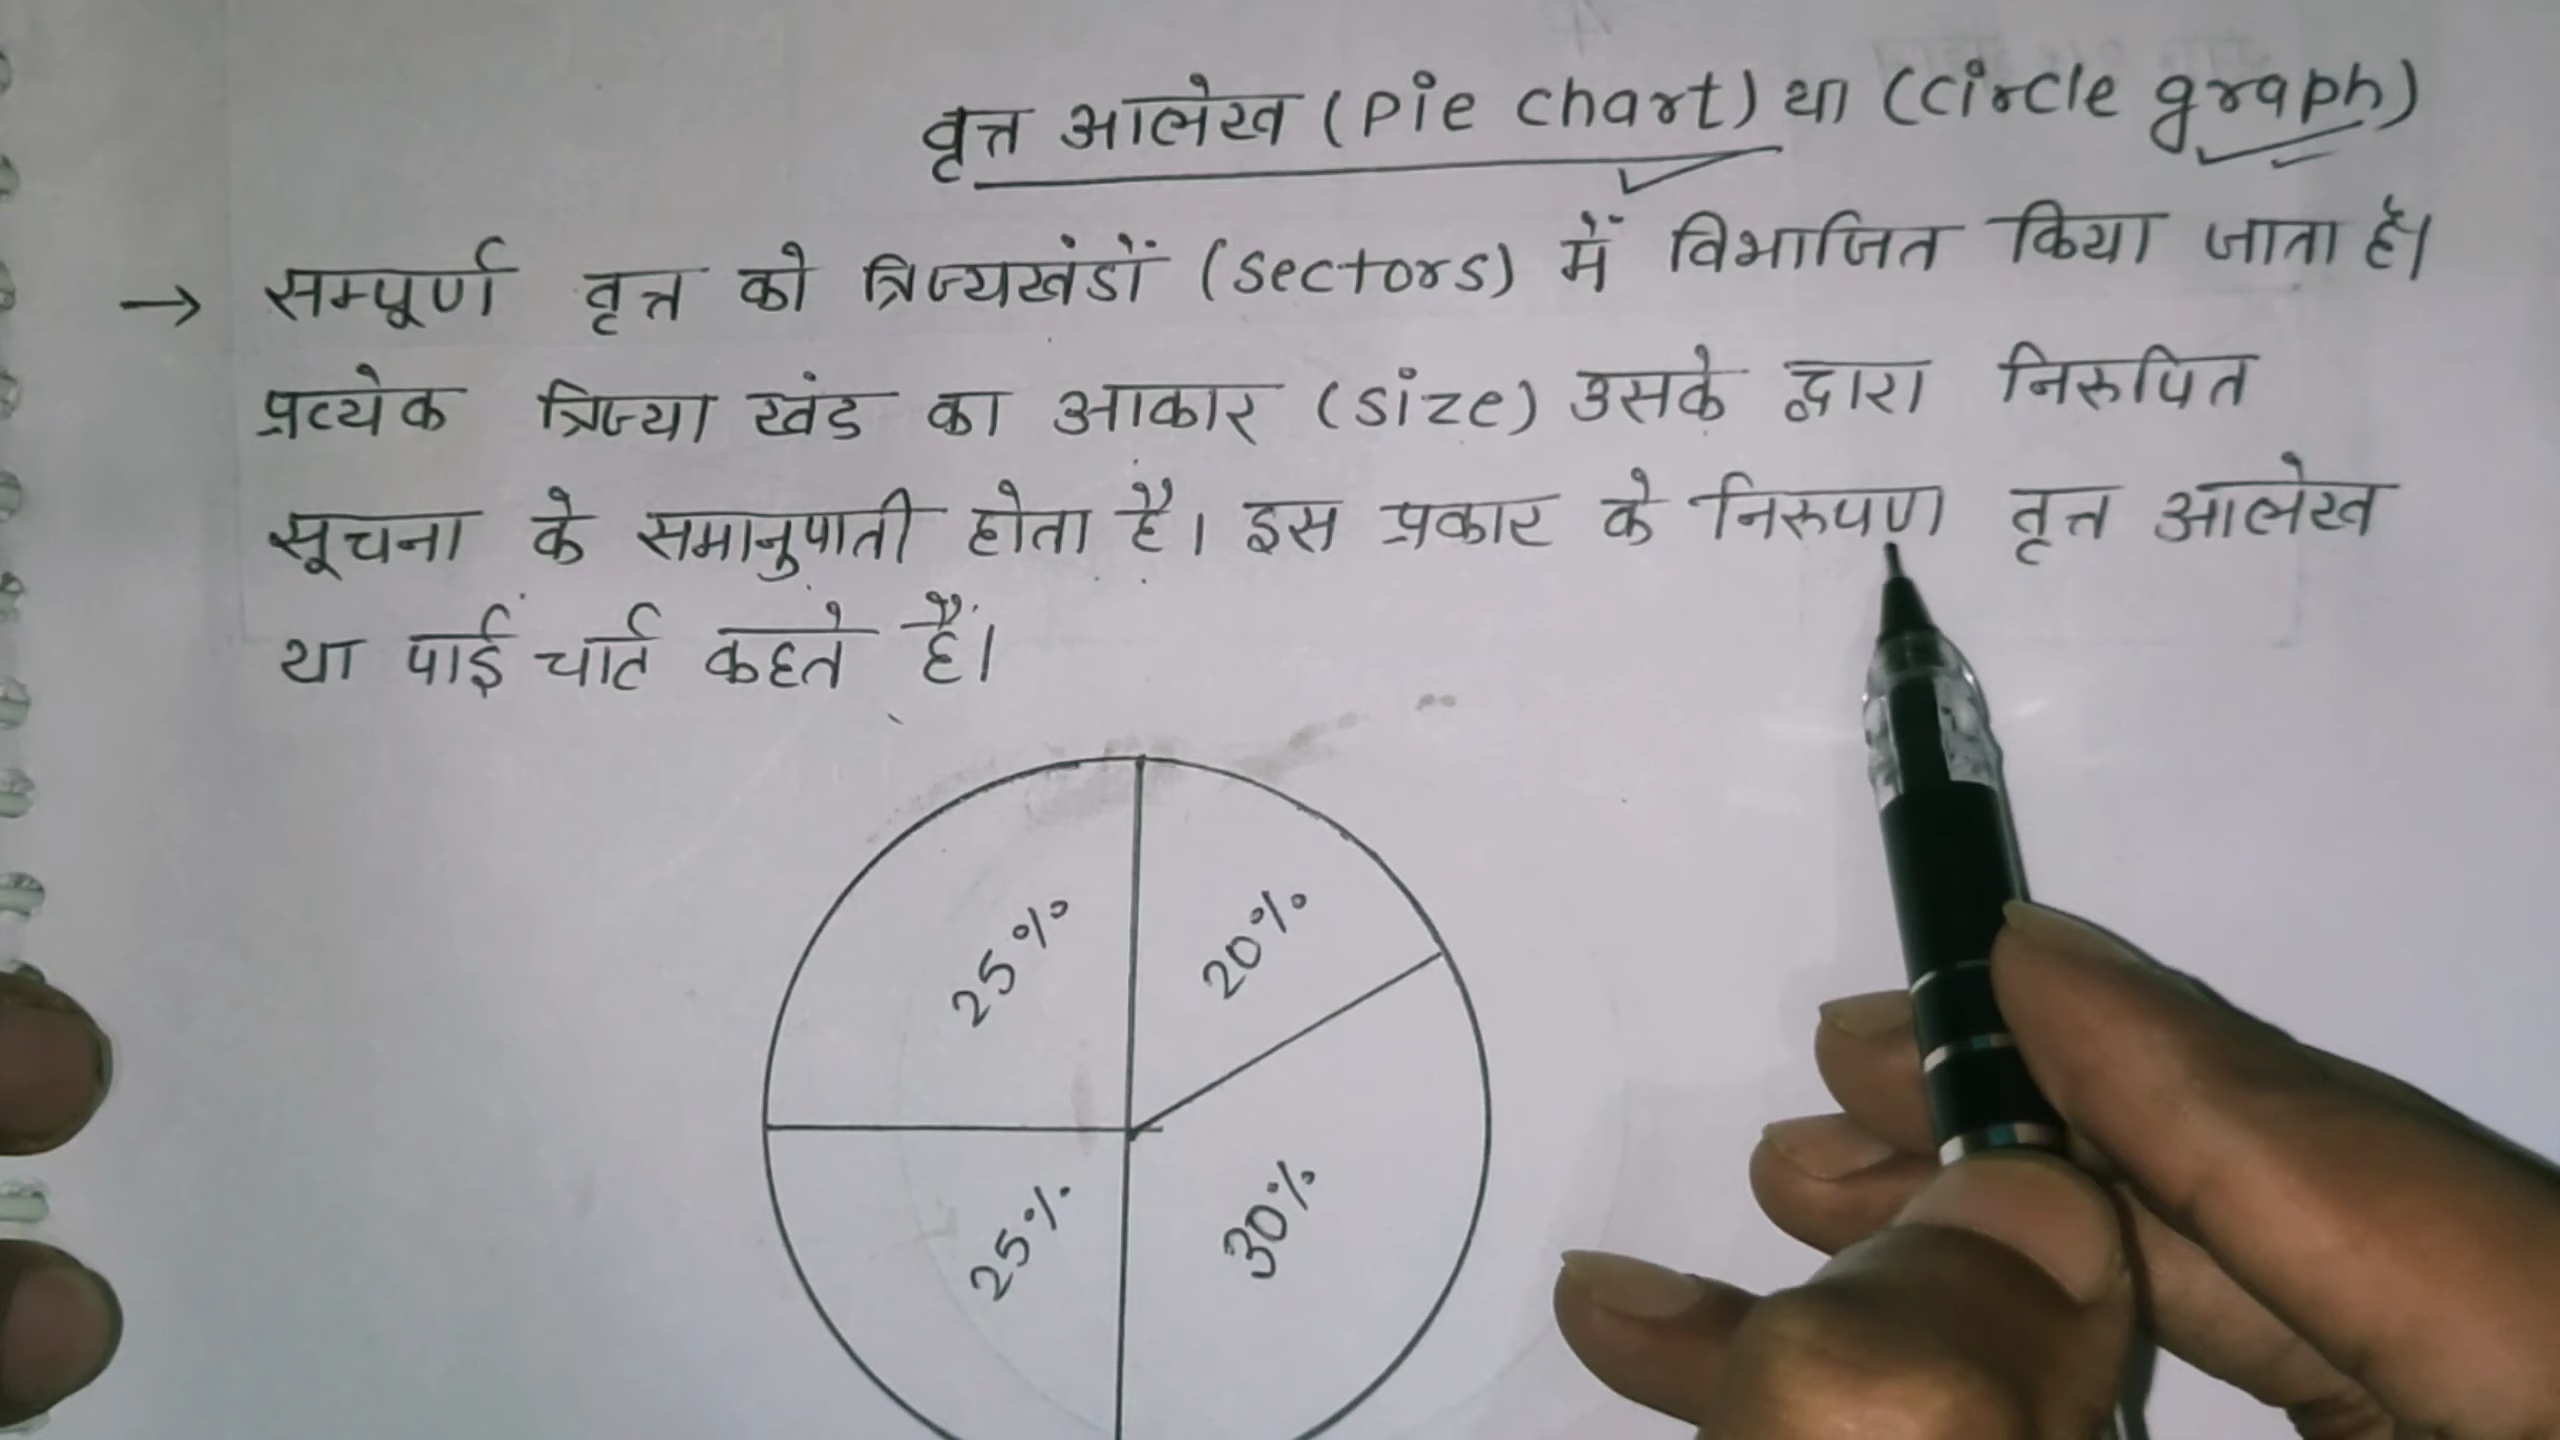 वृत्त आलेख (Pie chart) या (circle graph)
→ सम्पूर्ण वृत्त को त्रिज्यखंडों (sectors) में विभाजित किया जाता है।
प्रत्येक त्रिज्या खंड का आकार (size) उसके द्वारा निरुपित
सूचना के समानुपाती होता है। इस प्रकार के निरुपण वृत्त आलेख
या पाई चार्ट कहते हैं।
25% 20%
25% 30%